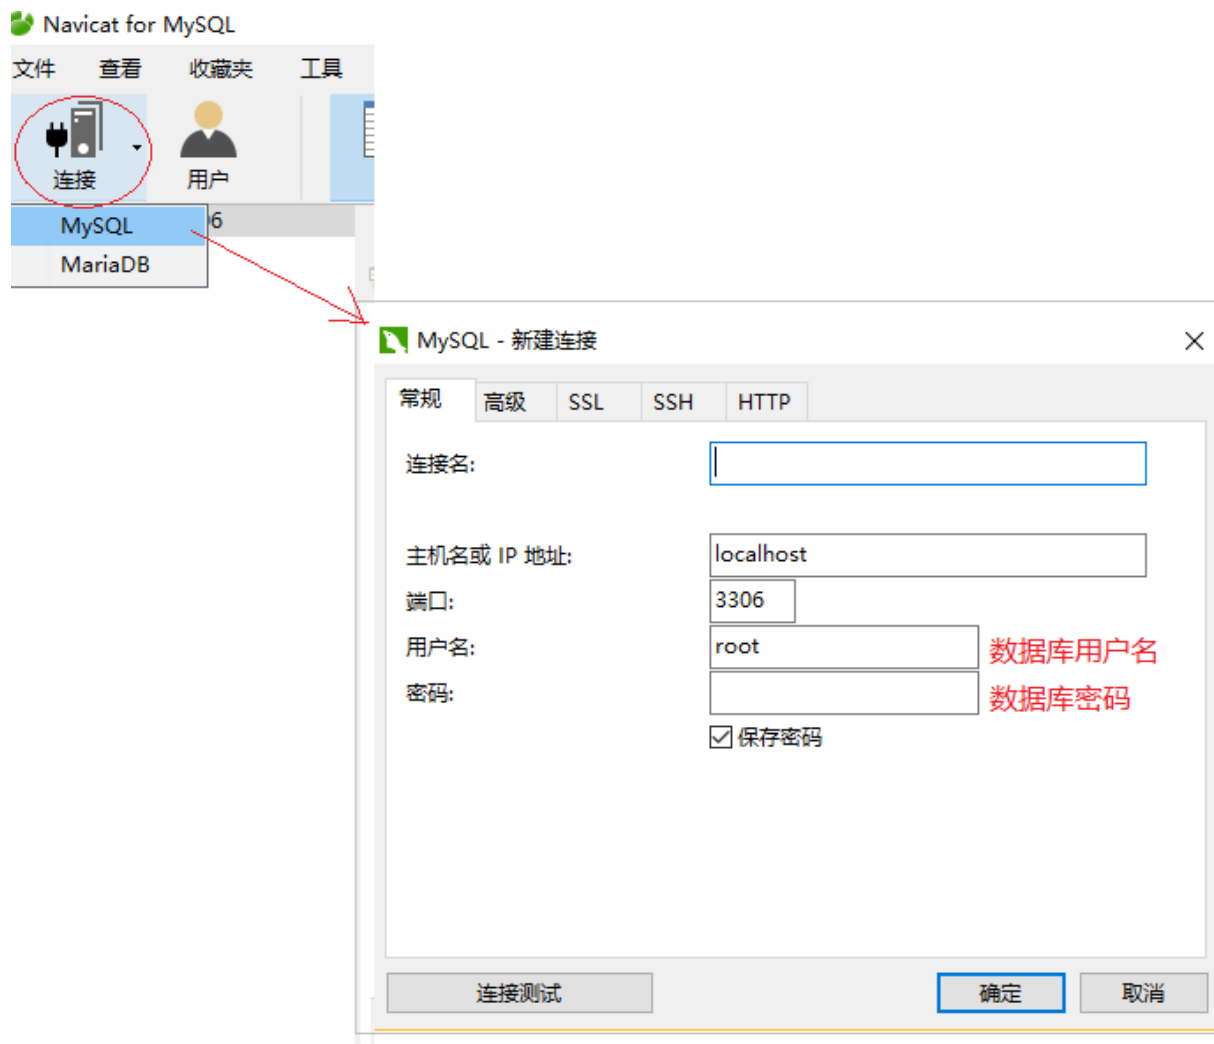 Navicat for MySQL
文件 查看 收藏夹 工具
连接 用户
MySQL
6
MariaDB
MySQL - 新建连接
常规 高级 SSL SSH HTTP
连接名:
主机名或 IP 地址: localhost
端口: 3306
用户名: root 数据库用户名
密码: 数据库密码
保存密码
连接测试 确定 取消